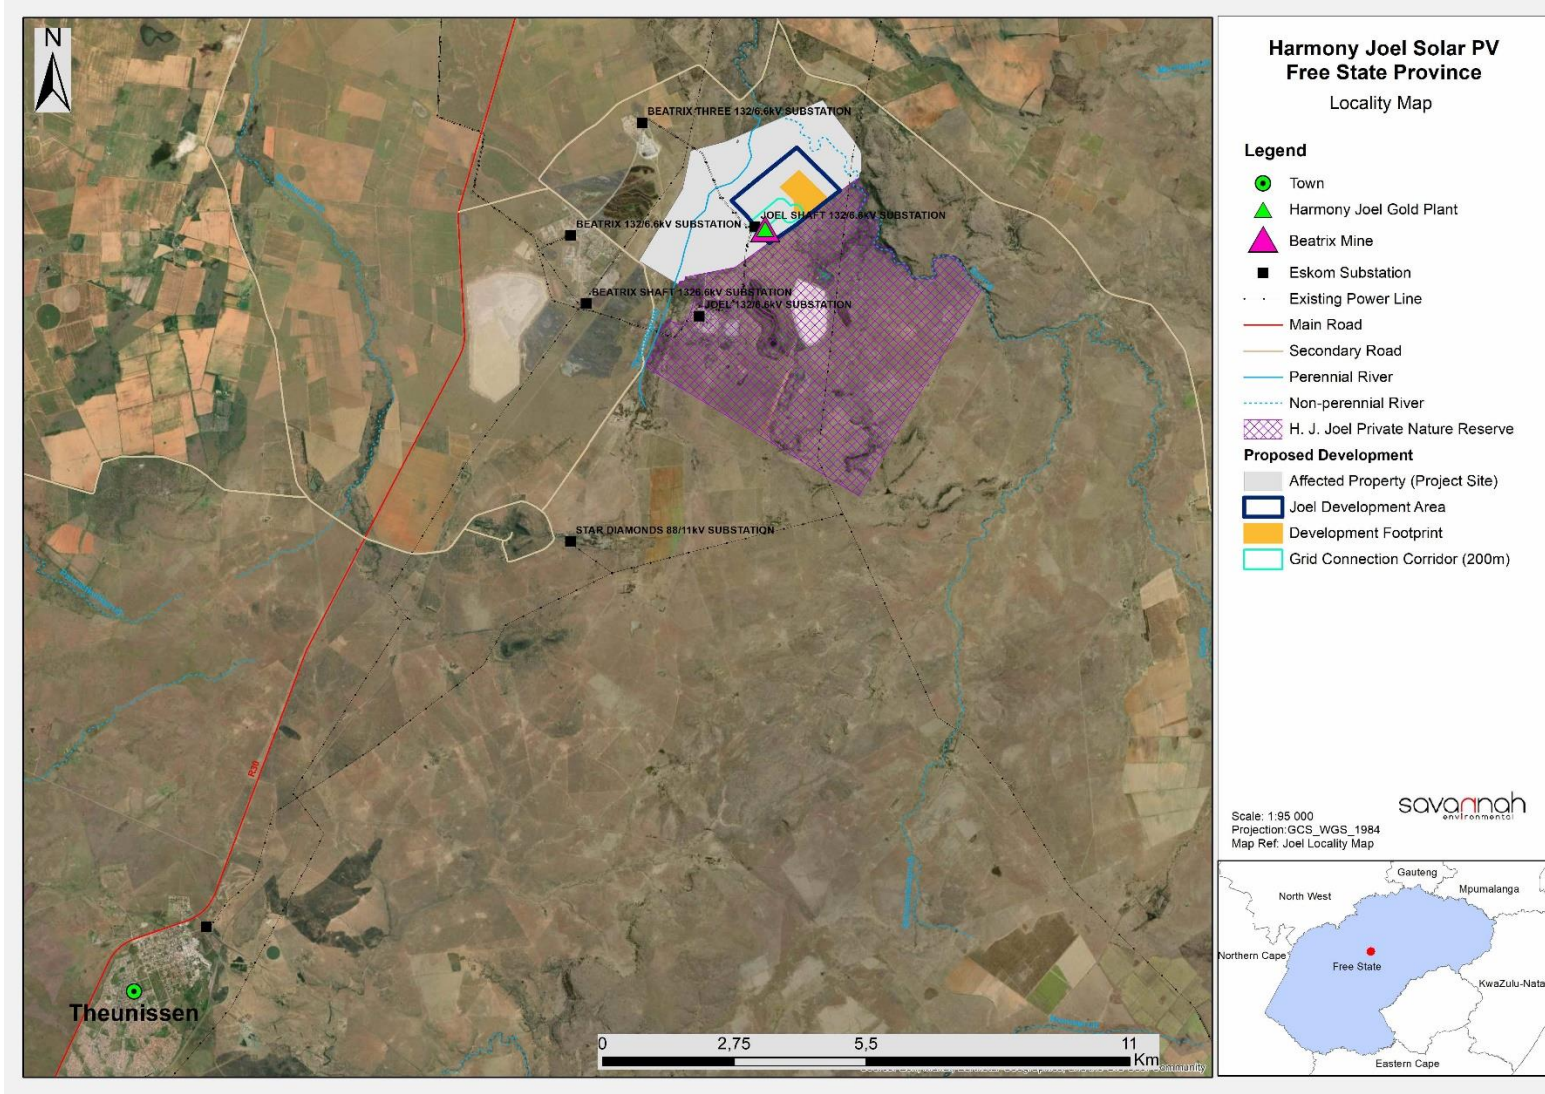 N
BEATRIX THREE 132/6.6kV SUBSTATION
JOEL SHAFT 132/6.6kV SUBSTATION
BEATRIX 132/6.6kV SUBSTATION
BEATRIX SHAFT 1326.6kV SUBSTATION
JOEL 132/6.6kV SUBSTATION
STAR DIAMONDS 88/11kV SUBSTATION
R30
Theunissen
0 2,75 5,5 11
Km
Community
Harmony Joel Solar PV
Free State Province
Locality Map
Legend
Town
Harmony Joel Gold Plant
Beatrix Mine
Eskom Substation
Existing Power Line
Main Road
Secondary Road
Perennial River
Non-perennial River
H. J. Joel Private Nature Reserve
Proposed Development
Affected Property (Project Site)
Joel Development Area
Development Footprint
Grid Connection Corridor (200m)
savannah
environmental
Scale: 1:95 000
Projection:GCS_WGS_1984
Map Ref: Joel Locality Map
Gauteng
North West
Mpumalanga
Northern Cape
Free State
KwaZulu-Nata
Eastern Cape